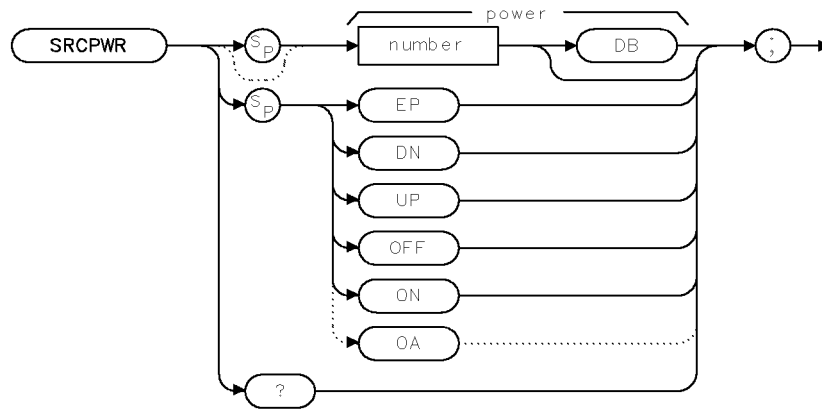 power
SRCPWR SP number DB ;
SP EP
DN
UP
OFF
ON
OA
?